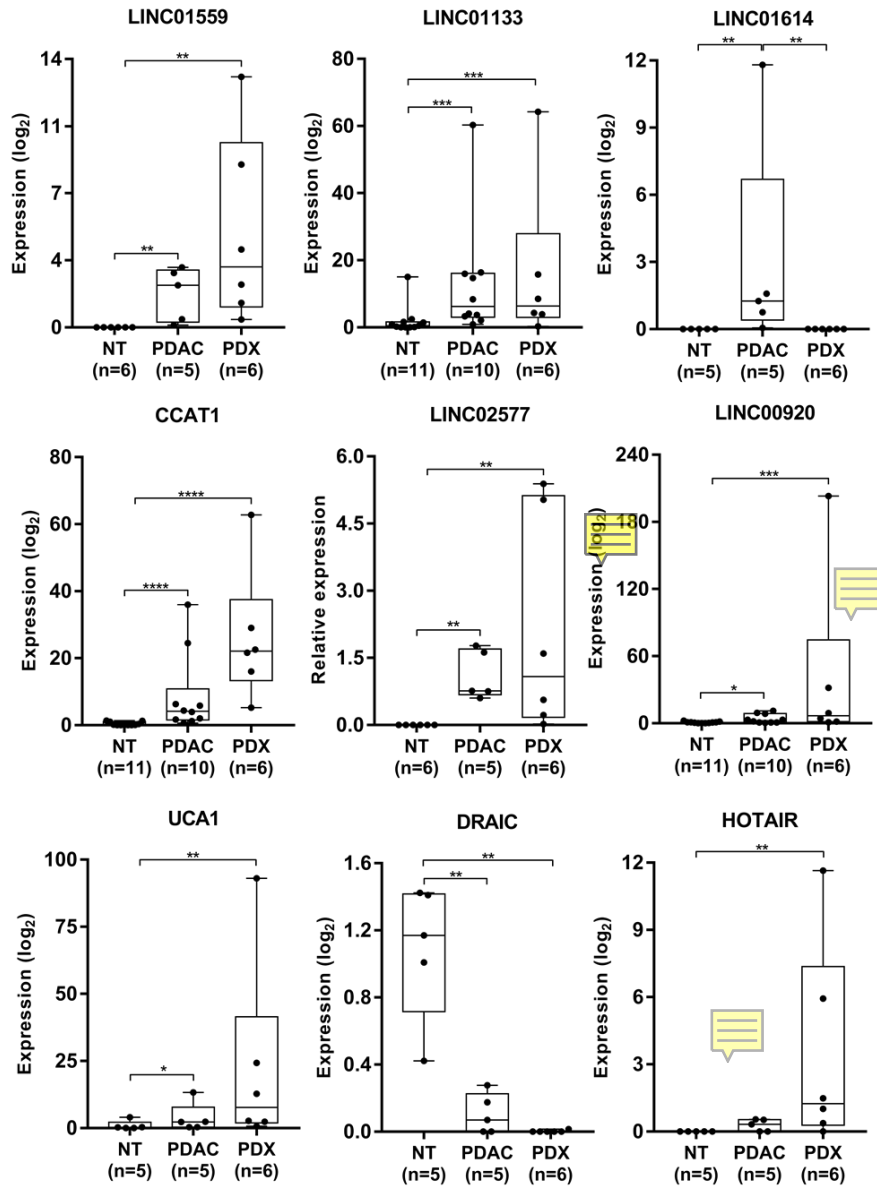 LINC01559
LINC01133
LINC01614
Expression (log2)
14
11
7
4
0
**
**
NT
(n=6)
PDAC
(n=5)
PDX
(n=6)
Expression (log2)
80
60
40
20
0
***
***
NT
(n=11)
PDAC
(n=10)
PDX
(n=6)
Expression (log2)
12
9
6
3
0
**
**
NT
(n=5)
PDAC
(n=5)
PDX
(n=6)
CCAT1
LINC02577
LINC00920
Expression (log2)
80
60
40
20
0
****
****
NT
(n=11)
PDAC
(n=10)
PDX
(n=6)
Relative expression
6.0
4.5
3.0
1.5
0.0
**
**
NT
(n=6)
PDAC
(n=5)
PDX
(n=6)
Expression (log2)
240
180
120
60
0
***
*
NT
(n=11)
PDAC
(n=10)
PDX
(n=6)
UCA1
DRAIC
HOTAIR
Expression (log2)
100
75
50
25
0
**
*
NT
(n=5)
PDAC
(n=5)
PDX
(n=6)
Expression (log2)
1.6
1.2
0.8
0.4
0.0
**
**
NT
(n=5)
PDAC
(n=5)
PDX
(n=6)
Expression (log2)
12
9
6
3
0
**
NT
(n=5)
PDAC
(n=5)
PDX
(n=6)